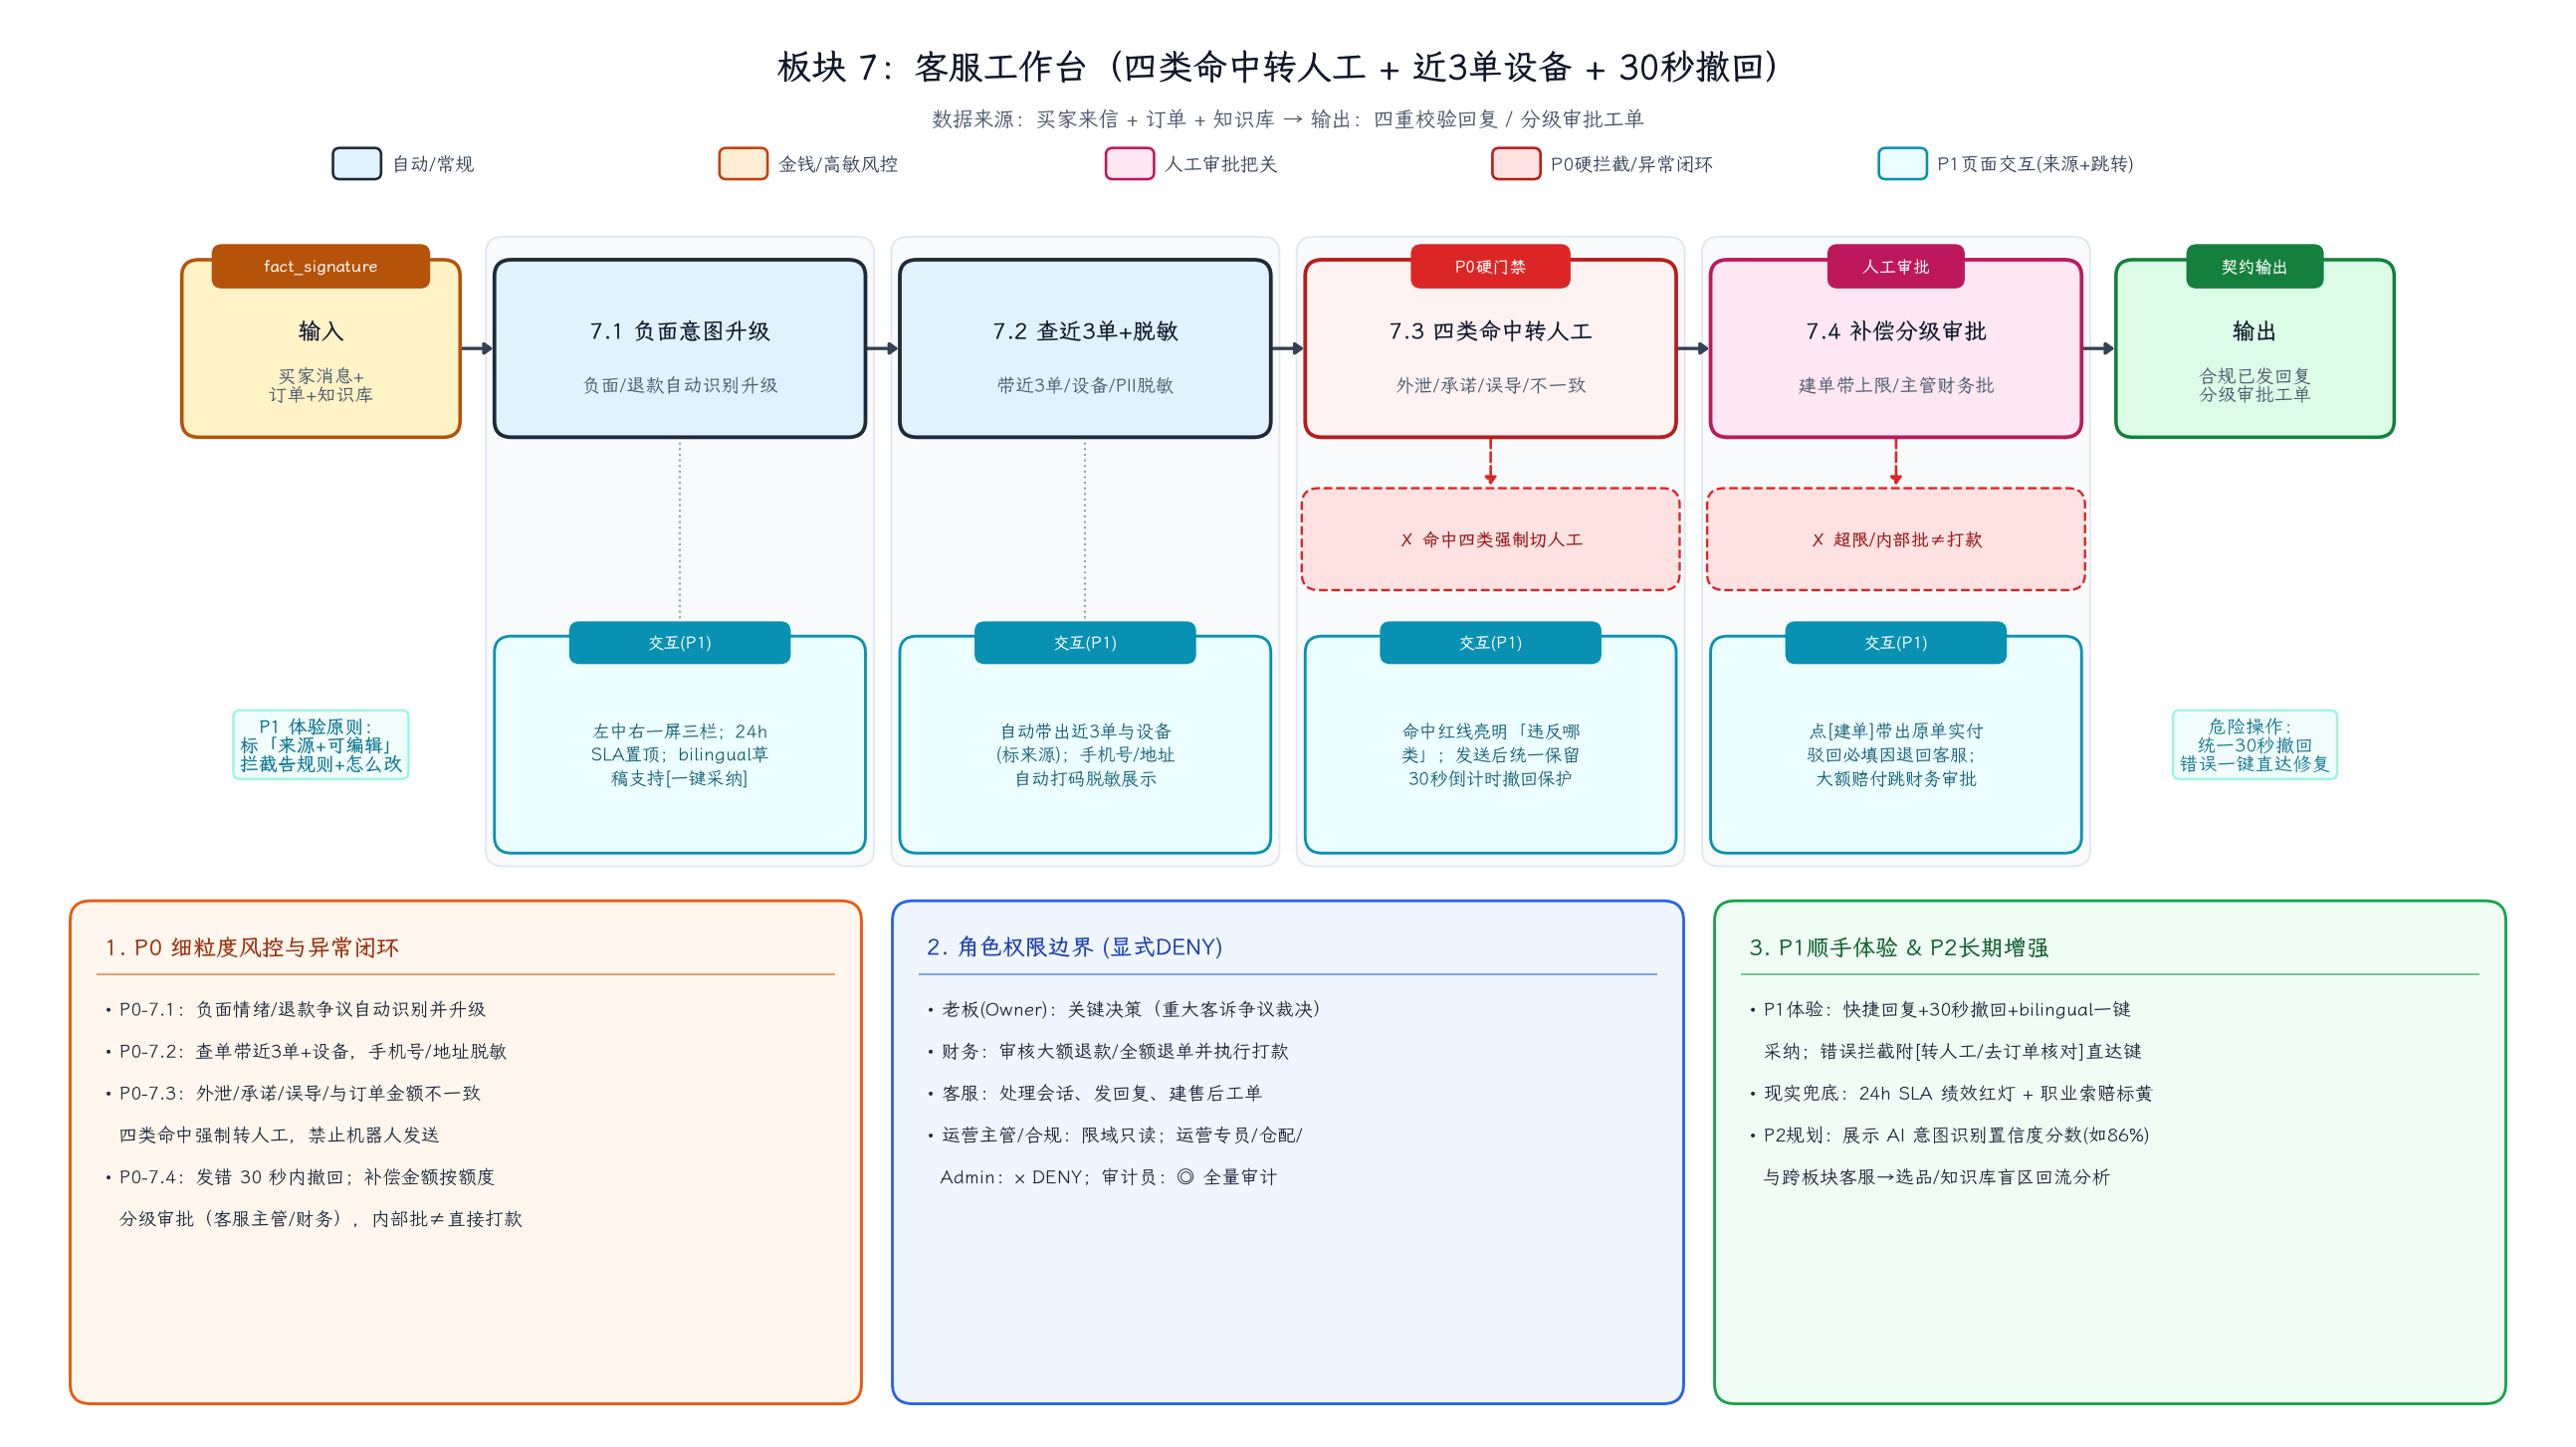 板块 7：客服工作台（四类命中转人工 + 近3单设备 + 30秒撤回）
数据来源：买家来信 + 订单 + 知识库 → 输出：四重校验回复 / 分级审批工单
自动/常规
金钱/高敏风控
人工审批把关
P0硬拦截/异常闭环
P1页面交互(来源+跳转)
fact_signature
输入
买家消息+
订单+知识库
7.1 负面意图升级
负面/退款自动识别升级
7.2 查近3单+脱敏
带近3单/设备/PII脱敏
P0硬门禁
7.3 四类命中转人工
外泄/承诺/误导/不一致
人工审批
7.4 补偿分级审批
建单带上限/主管财务批
契约输出
输出
合规已发回复
分级审批工单
X 命中四类强制切人工
X 超限/内部批≠打款
P1 体验原则：
标「来源+可编辑」
拦截告规则+怎么改
交互(P1)
左中右一屏三栏；24h
SLA置顶；bilingual草
稿支持[一键采纳]
交互(P1)
自动带出近3单与设备
(标来源)；手机号/地址
自动打码脱敏展示
交互(P1)
命中红线亮明「违反哪
类」；发送后统一保留
30秒倒计时撤回保护
交互(P1)
点[建单]带出原单实付
驳回必填因退回客服；
大额赔付跳财务审批
危险操作：
统一30秒撤回
错误一键直达修复
1. P0 细粒度风控与异常闭环
• P0-7.1：负面情绪/退款争议自动识别并升级
• P0-7.2：查单带近3单+设备，手机号/地址脱敏
• P0-7.3：外泄/承诺/误导/与订单金额不一致
四类命中强制转人工，禁止机器人发送
• P0-7.4：发错 30 秒内撤回；补偿金额按额度
分级审批（客服主管/财务），内部批≠直接打款
2. 角色权限边界 (显式DENY)
• 老板(Owner)：关键决策（重大客诉争议裁决）
• 财务：审核大额退款/全额退单并执行打款
• 客服：处理会话、发回复、建售后工单
• 运营主管/合规：限域只读；运营专员/仓配/
Admin：× DENY；审计员：◎ 全量审计
3. P1顺手体验 & P2长期增强
• P1体验：快捷回复+30秒撤回+bilingual一键
采纳；错误拦截附[转人工/去订单核对]直达键
• 现实兜底：24h SLA 绩效红灯 + 职业索赔标黄
• P2规划：展示 AI 意图识别置信度分数(如86%)
与跨板块客服→选品/知识库盲区回流分析